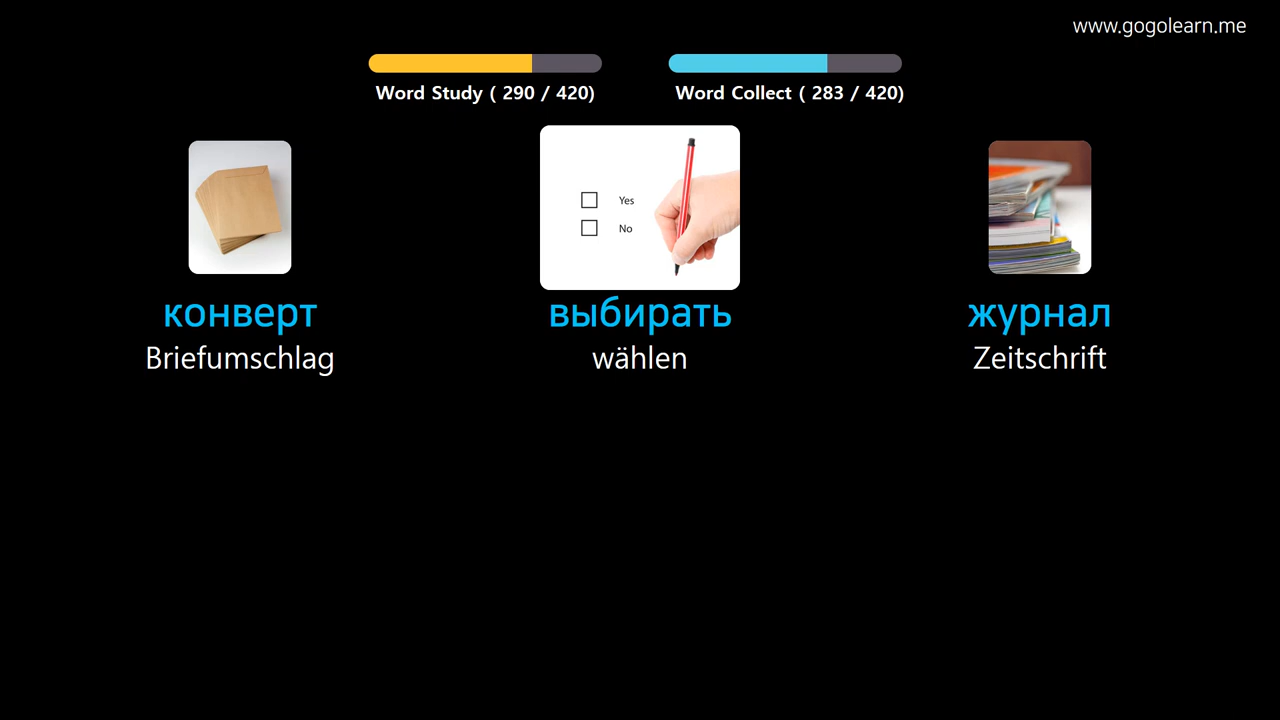 www.gogolearn.me
Word Study ( 290 / 420)
Word Collect ( 283 / 420)
Yes
No
конверт
выбирать
журнал
Briefumschlag
wählen
Zeitschrift